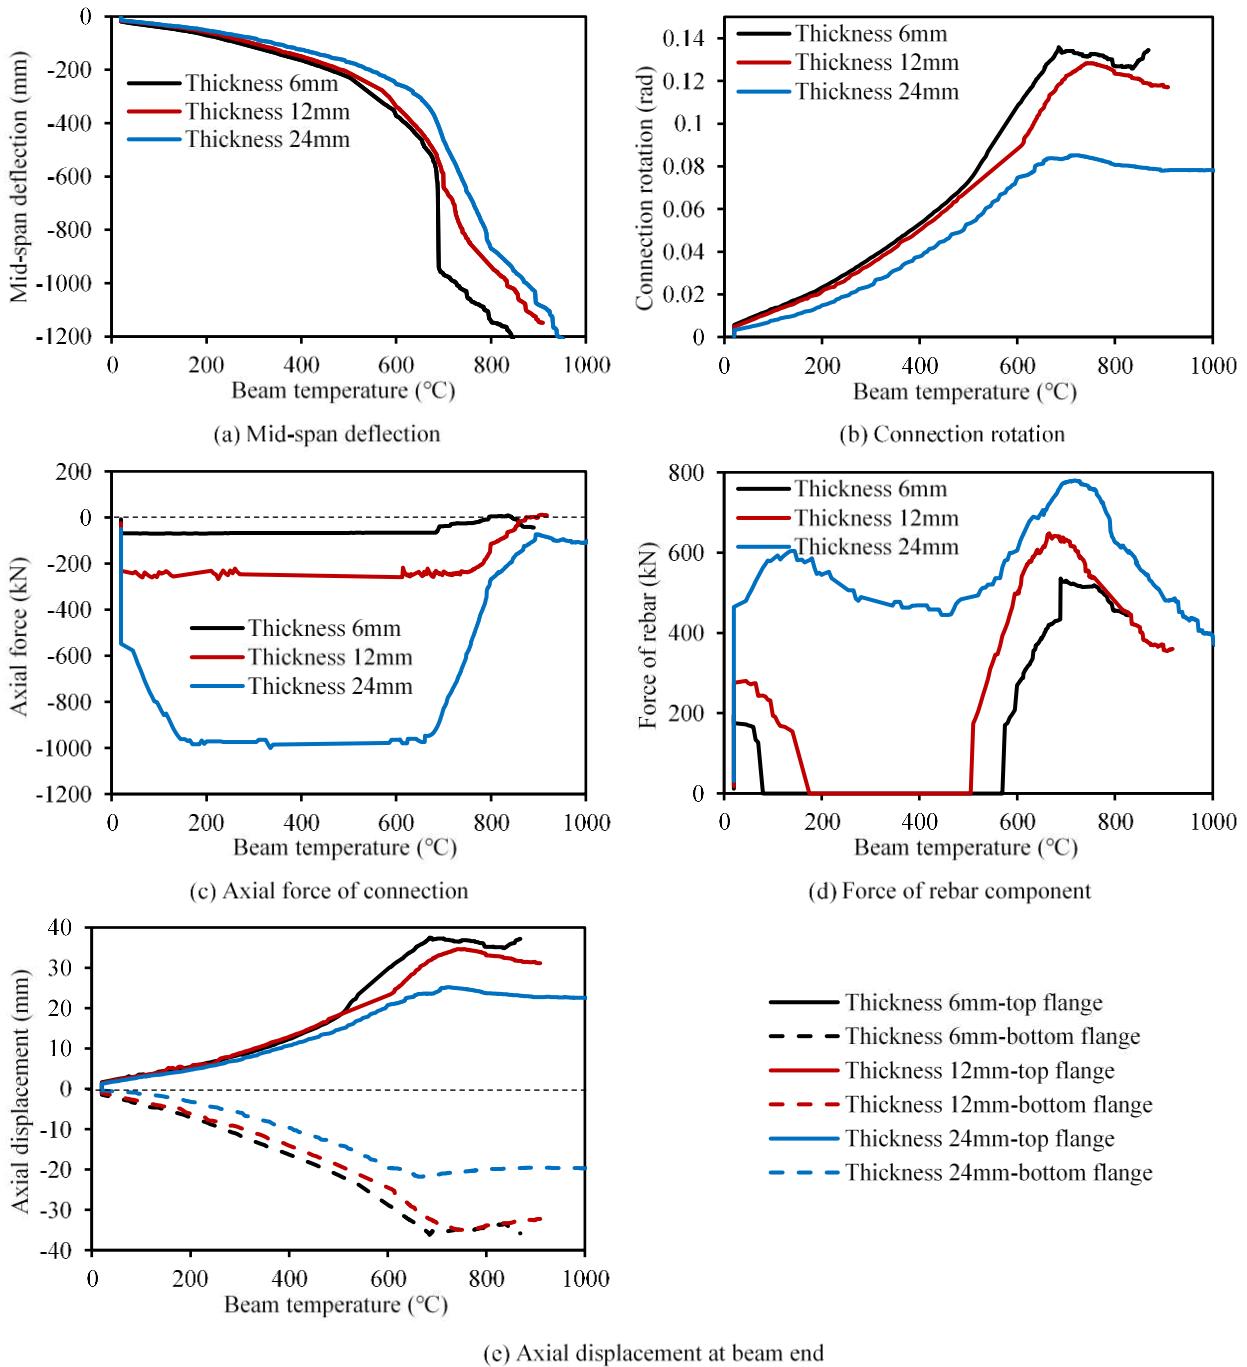 0
-200
-400
-600
-800
-1000
-1200
Mid-span deflection (mm)
Thickness 6mm
Thickness 12mm
Thickness 24mm
0 200 400 600 800 1000
Beam temperature (℃)
(a) Mid-span deflection
0.14
0.12
0.1
0.08
0.06
0.04
0.02
0
Connection rotation (rad)
Thickness 6mm
Thickness 12mm
Thickness 24mm
0 200 400 600 800 1000
Beam temperature (℃)
(b) Connection rotation
200
0
-200
-400
-600
-800
-1000
-1200
Axial force (kN)
Thickness 6mm
Thickness 12mm
Thickness 24mm
0 200 400 600 800 1000
Beam temperature (℃)
(c) Axial force of connection
800
600
400
200
0
Force of rebar (kN)
Thickness 6mm
Thickness 12mm
Thickness 24mm
0 200 400 600 800 1000
Beam temperature (℃)
(d) Force of rebar component
40
30
20
10
0
-10
-20
-30
-40
Axial displacement (mm)
0 200 400 600 800 1000
Beam temperature (℃)
Thickness 6mm-top flange
Thickness 6mm-bottom flange
Thickness 12mm-top flange
Thickness 12mm-bottom flange
Thickness 24mm-top flange
Thickness 24mm-bottom flange
(e) Axial displacement at beam end